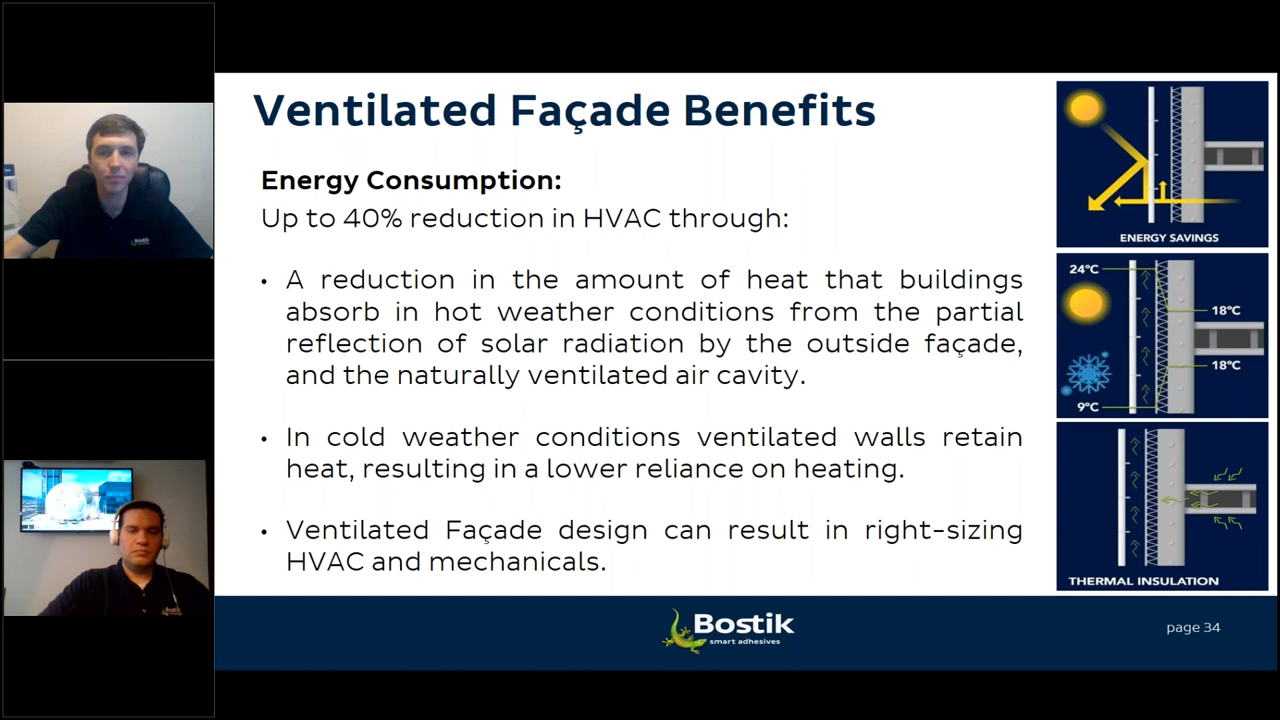 Ventilated Façade Benefits
Energy Consumption:
Up to 40% reduction in HVAC through:
• A reduction in the amount of heat that buildings
absorb in hot weather conditions from the partial
reflection of solar radiation by the outside façade,
and the naturally ventilated air cavity.
• In cold weather conditions ventilated walls retain
heat, resulting in a lower reliance on heating.
• Ventilated Façade design can result in right-sizing
HVAC and mechanicals.
ENERGY SAVINGS
24°C
18°C
18°C
9°C
THERMAL INSULATION
Bostik
smart adhesives
page 34
Bostik
Bostik